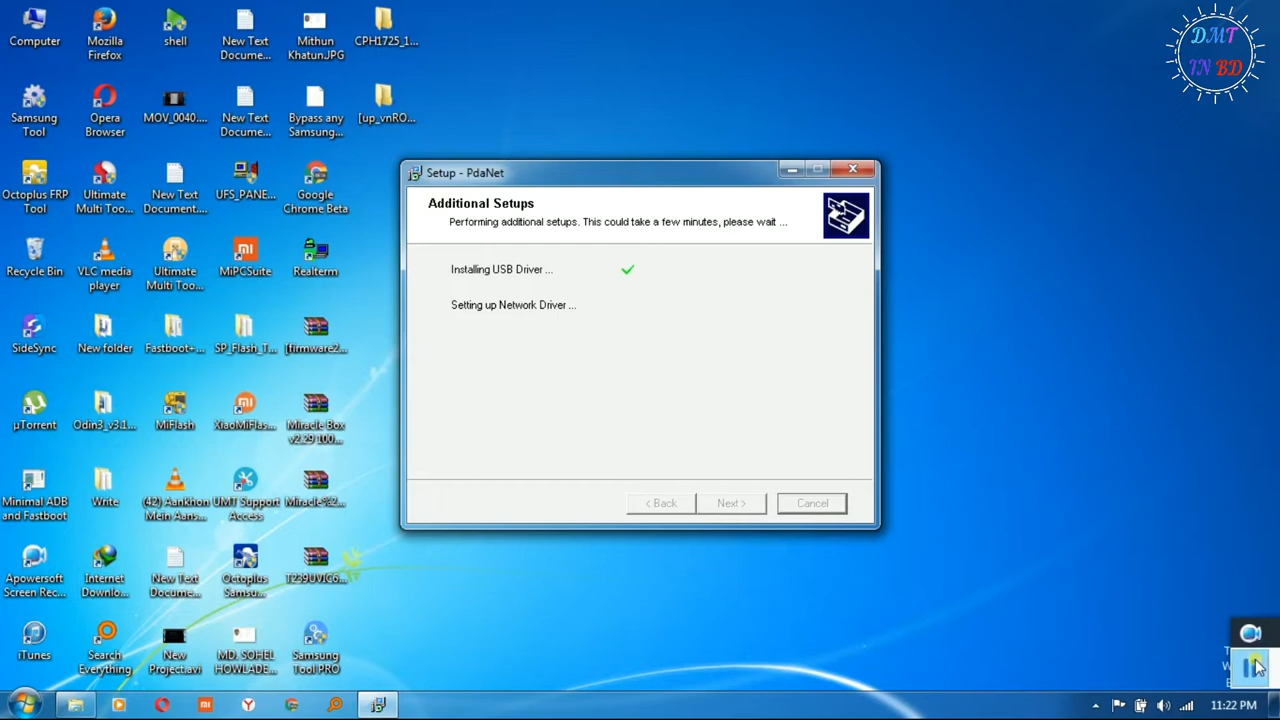 Computer
Mozilla
Firefox
shell
New Text
Docume...
Mithun
Khatun.JPG
CPH1725_1...
DMT
IN BD
Samsung
Tool
Opera
Browser
MOV_0040....
New Text
Docume...
Bypass any
Samsung...
[up_vnRO...
Octoplus FRP
Tool
Ultimate
Multi Too...
New Text
Document....
UFS_PANE...
Google
Chrome Beta
Recycle Bin
VLC media
player
Ultimate
Multi Too...
MiPCSuite
Realterm
SideSync
New folder
Fastboot+...
SP_Flash_T...
[firmware2...
µTorrent
Odin3_v3.1...
MiFlash
XiaoMiFlas...
Miracle Box
v2.29 100...
Minimal ADB
and Fastboot
Write
(42) Aankhon
Mein Aans...
UMT Support
Access
Miracle%2...
Apowersoft
Screen Rec...
Internet
Downlo...
New Text
Docume...
Octoplus
Samsu...
T239UVIC6...
iTunes
Search
Everything
New
Project.avi
MD. SOHEL
HOWLADE...
Samsung
Tool PRO
Setup - PdaNet
Additional Setups
Performing additional setups. This could take a few minutes, please wait ...
Installing USB Driver ...
Setting up Network Driver ...
< Back
Next >
Cancel
11:22 PM